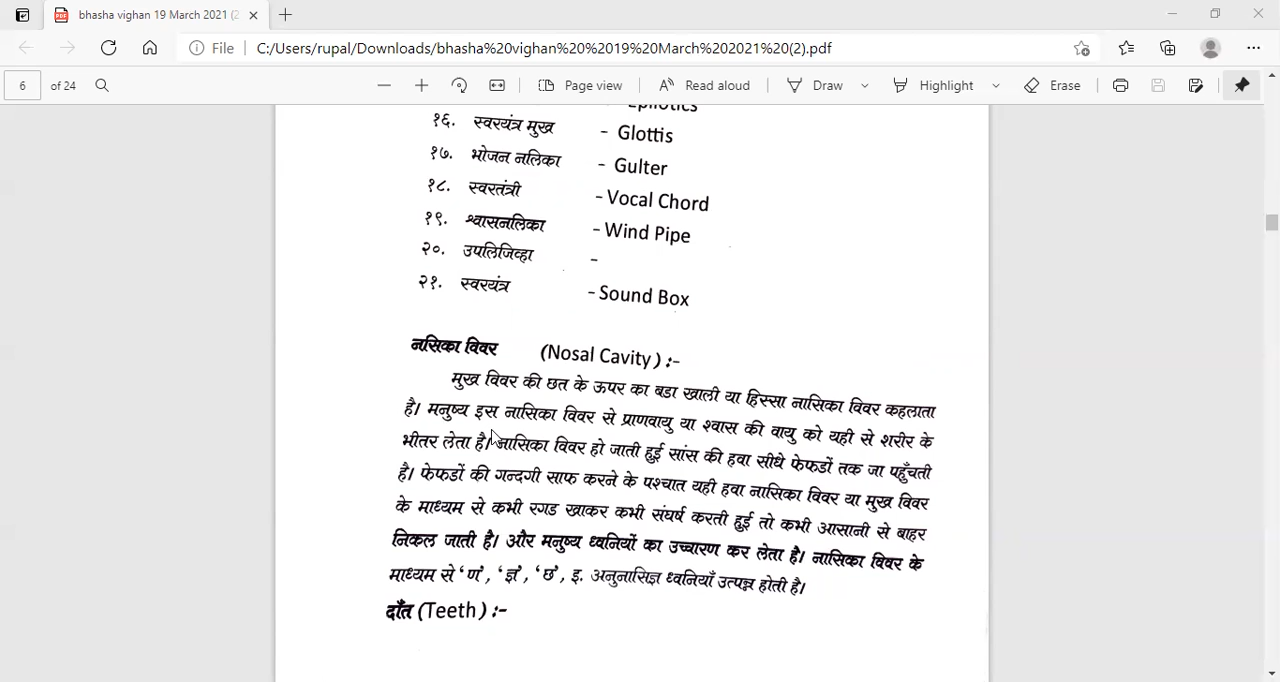 bhasha vighan 19 March 2021 (2
File C:/Users/rupal/Downloads/bhasha%20vighan%20%2019%20March%202021%20(2).pdf
6 of 24 Page view Read aloud Draw Highlight Erase
१६. स्वरयंत्र मुख - Glottis
१७. भोजन नलिका - Gulter
१८. स्वरतंत्री - Vocal Chord
१९. श्वासनलिका - Wind Pipe
२०. उपलिजिव्हा -
२१. स्वरयंत्र - Sound Box
नसिका विवर (Nosal Cavity) :-
मुख विवर की छत के ऊपर का बडा खाली या हिस्सा नासिका विवर कहलाता
है। मनुष्य इस नासिका विवर से प्राणवायु या श्वास की वायु को यही से शरीर के
भीतर लेता है। नासिका विवर हो जाती हुई सांस की हवा सीधे फेफडों तक जा पहुँचती
है। फेफडों की गन्दगी साफ करने के पश्चात यही हवा नासिका विवर या मुख विवर
के माध्यम से कभी रगड खाकर कभी संघर्ष करती हुई तो कभी आसानी से बाहर
निकल जाती है। और मनुष्य ध्वनियों का उच्चारण कर लेता है। नासिका विवर के
माध्यम से 'ण', 'ज्ञ', 'छ', इ. अनुनासिज्ञ ध्वनियाँ उत्पन्न होती है।
दाँत (Teeth) :-